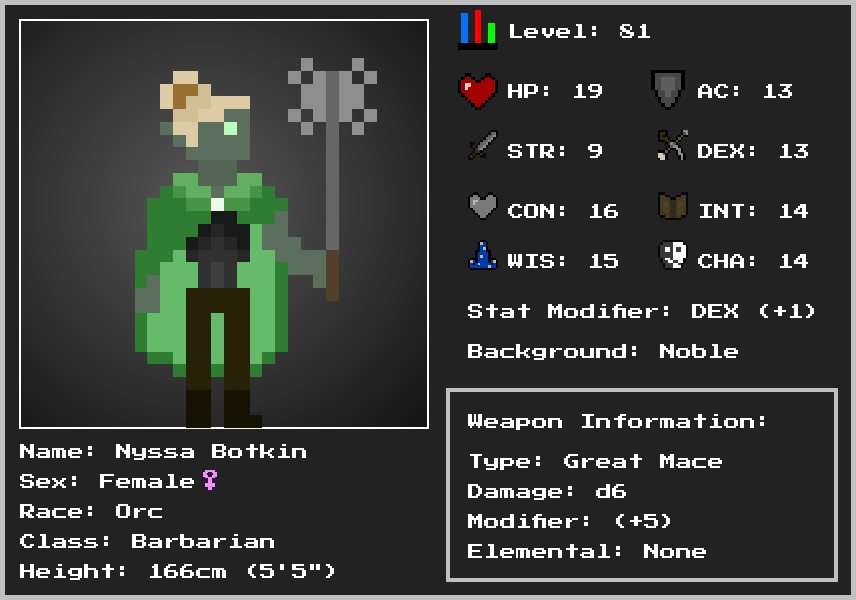 Level: 81
HP: 19 AC: 13
STR: 9 DEX: 13
CON: 16 INT: 14
WIS: 15 CHA: 14
Stat Modifier: DEX (+1)
Background: Noble
Weapon Information:
Type: Great Mace
Damage: d6
Modifier: (+5)
Elemental: None
Name: Nyssa Botkin
Sex: Female♀
Race: Orc
Class: Barbarian
Height: 166cm (5'5")